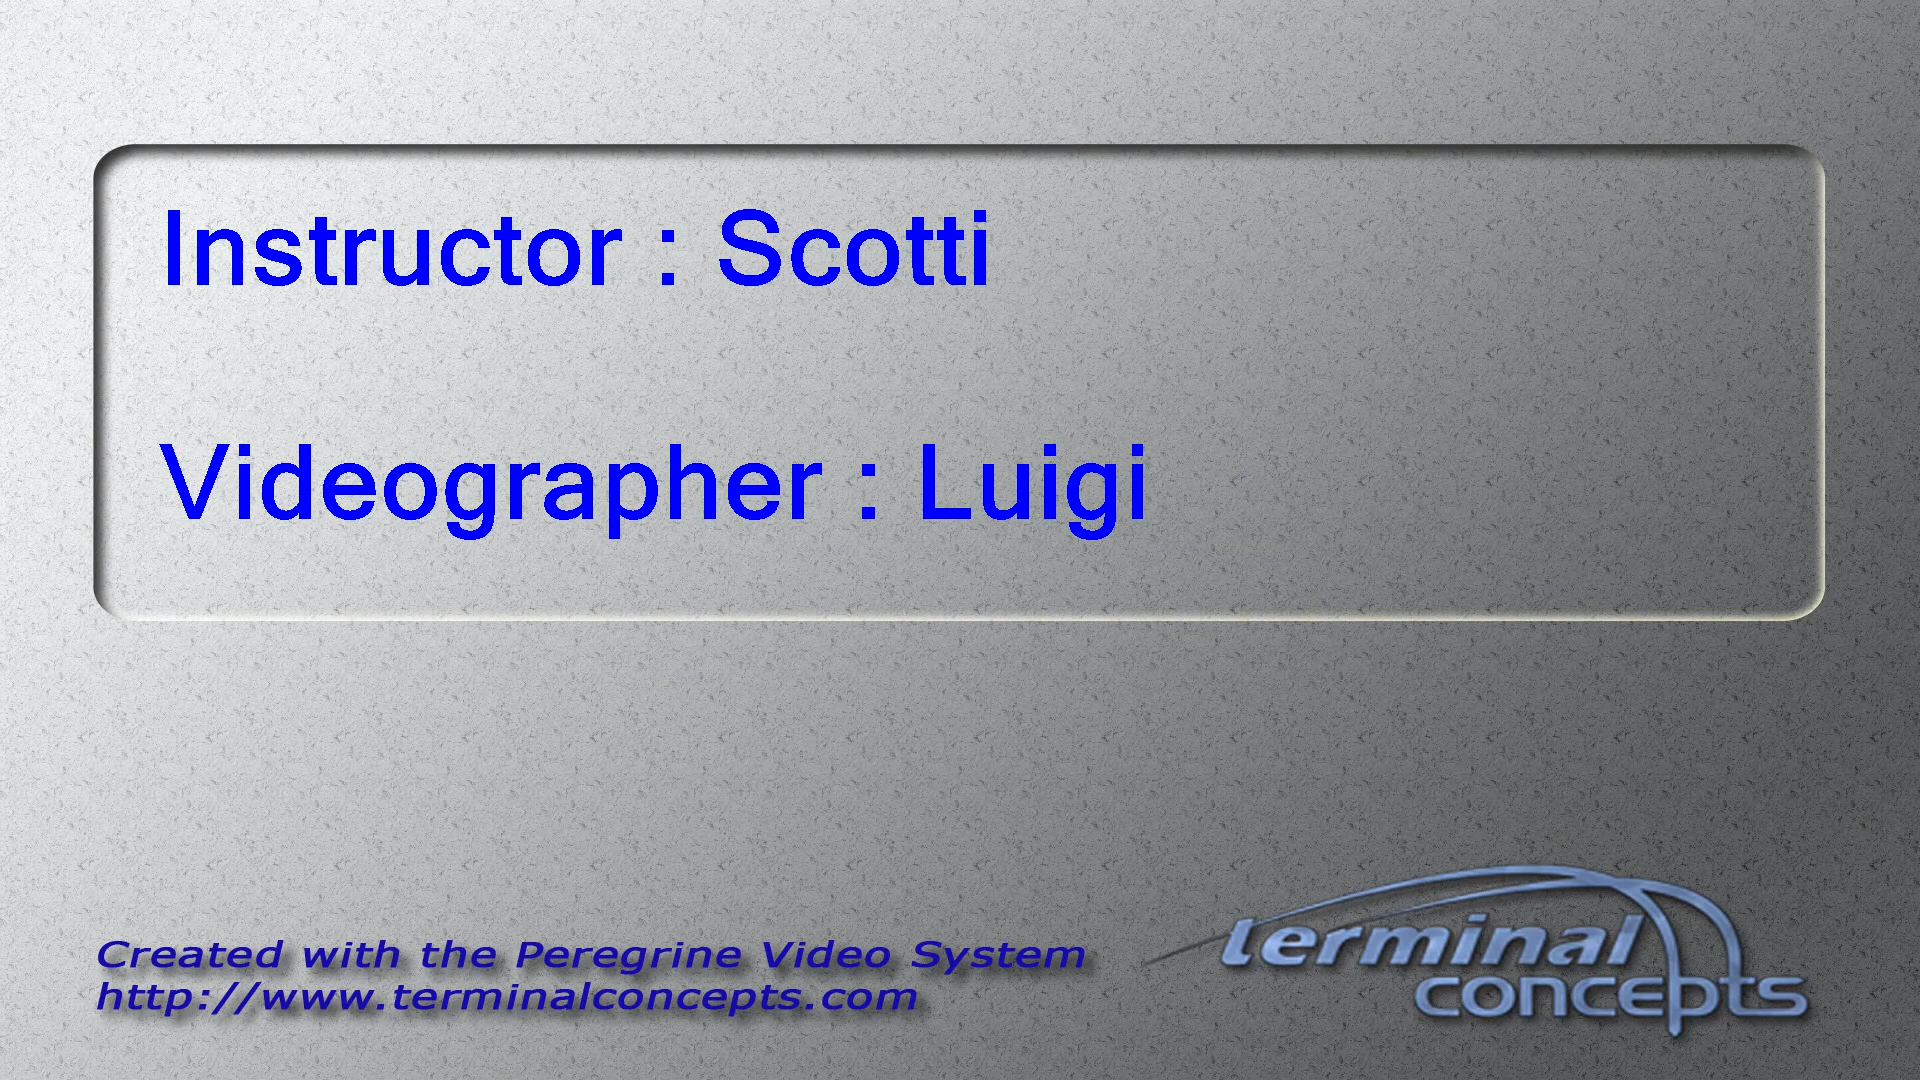 Instructor : Scotti
Videographer : Luigi
Created with the Peregrine Video System
http://www.terminalconcepts.com
terminal
concepts